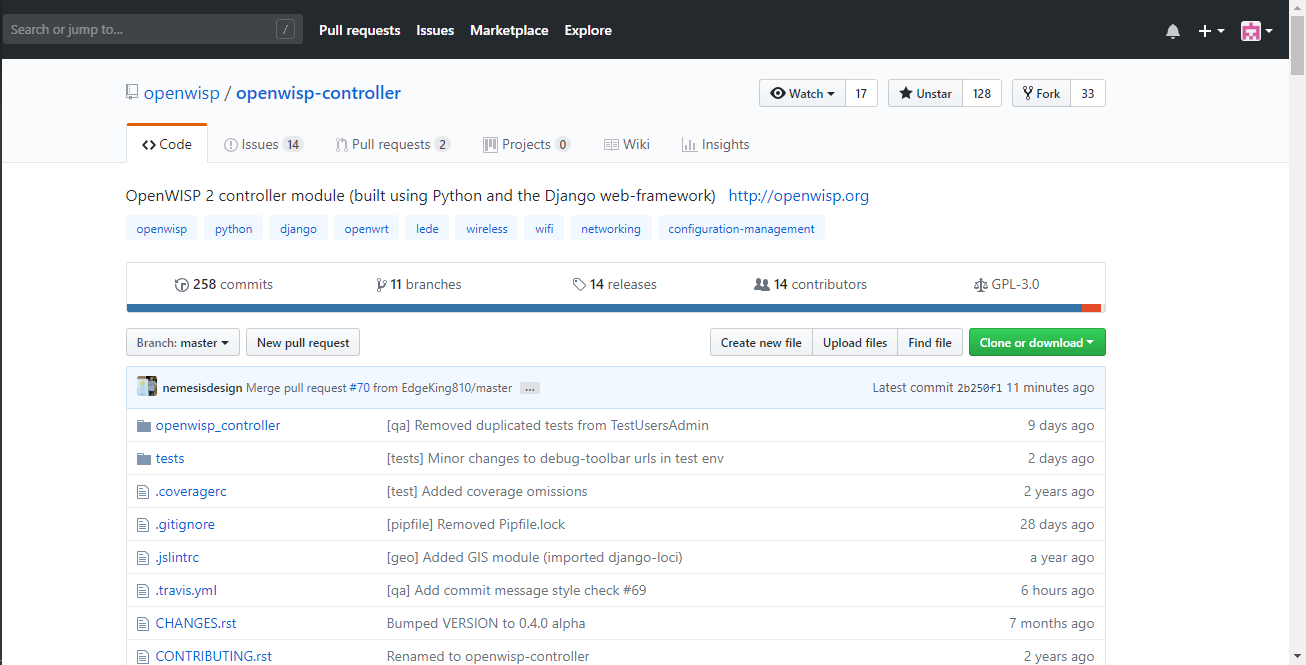 Search or jump to... /
Pull requests Issues Marketplace Explore
openwisp / openwisp-controller
Watch 17 Unstar 128 Fork 33
Code Issues 14 Pull requests 2 Projects 0 Wiki Insights
OpenWISP 2 controller module (built using Python and the Django web-framework) http://openwisp.org
openwisp python django openwrt lede wireless wifi networking configuration-management
258 commits 11 branches 14 releases 14 contributors GPL-3.0
Branch: master New pull request Create new file Upload files Find file Clone or download
nemesisdesign Merge pull request #70 from EdgeKing810/master ... Latest commit 2b250f1 11 minutes ago
openwisp_controller [qa] Removed duplicated tests from TestUsersAdmin 9 days ago
tests [tests] Minor changes to debug-toolbar urls in test env 2 days ago
.coveragerc [test] Added coverage omissions 2 years ago
.gitignore [pipfile] Removed Pipfile.lock 28 days ago
.jslintrc [geo] Added GIS module (imported django-loci) a year ago
.travis.yml [qa] Add commit message style check #69 6 hours ago
CHANGES.rst Bumped VERSION to 0.4.0 alpha 7 months ago
CONTRIBUTING.rst Renamed to openwisp-controller 2 years ago